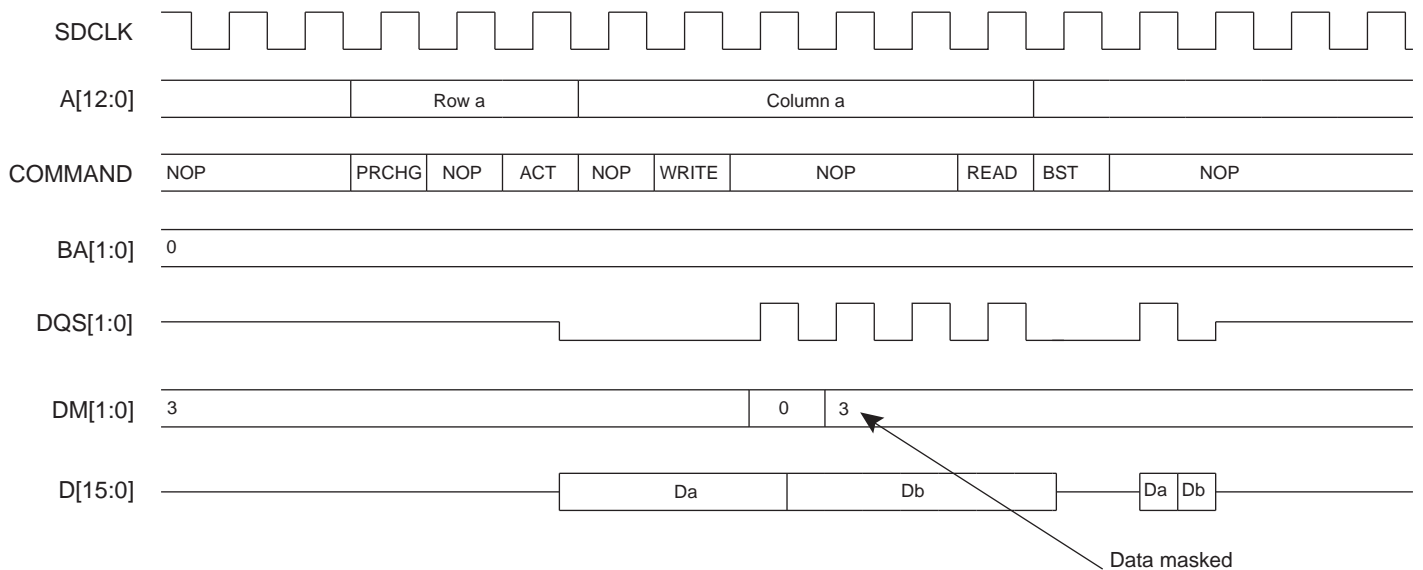 SDCLK
A[12:0] Row a Column a
COMMAND NOP PRCHG NOP ACT NOP WRITE NOP READ BST NOP
BA[1:0] 0
DQS[1:0]
DM[1:0] 3 0 3
D[15:0] Da Db Da Db
Data masked